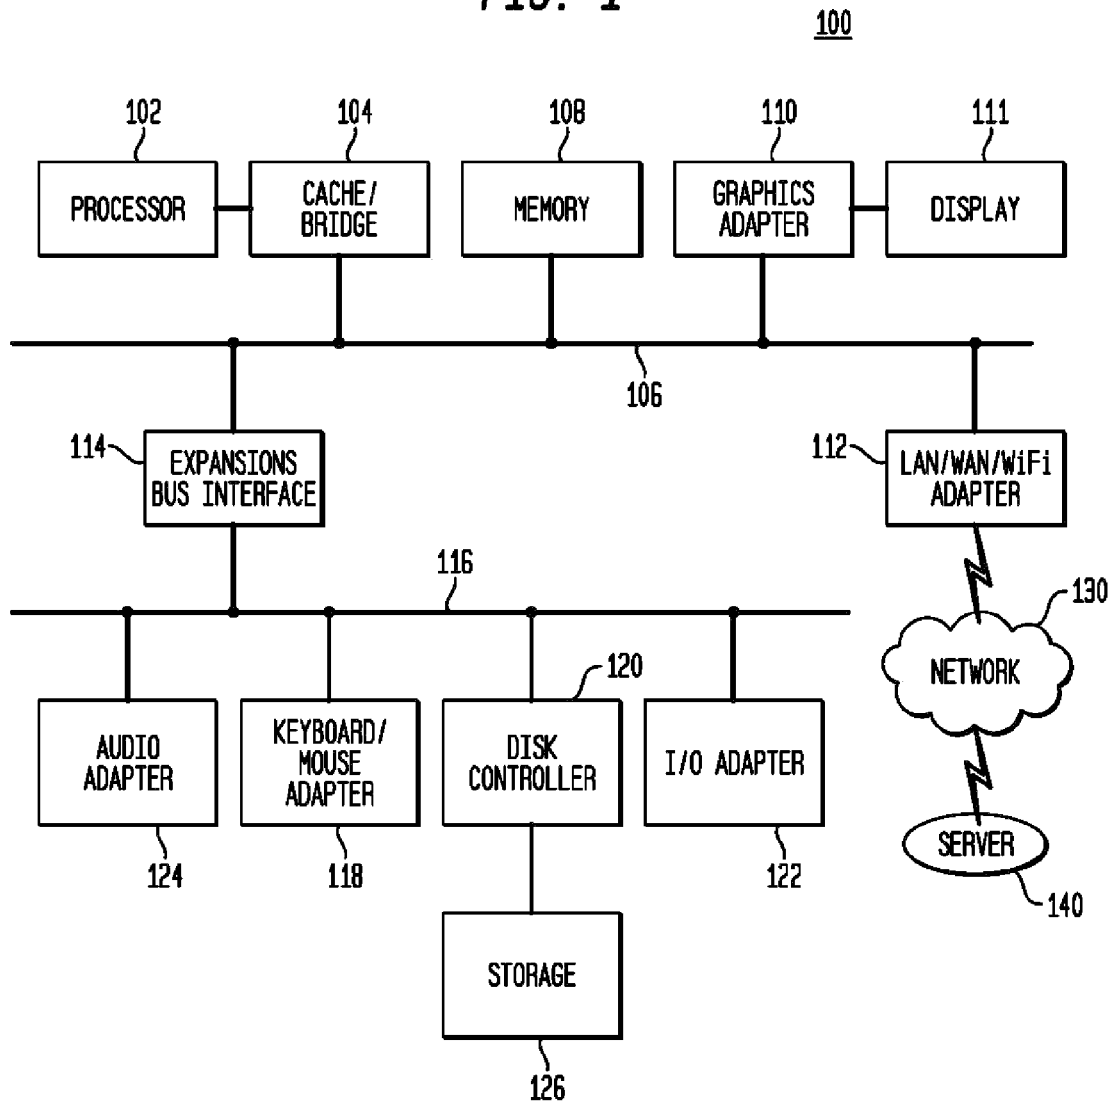 FIG. 1
100
102
104
108
110
111
PROCESSOR
CACHE/
BRIDGE
MEMORY
GRAPHICS
ADAPTER
DISPLAY
106
114
EXPANSIONS
BUS INTERFACE
112
LAN/WAN/WiFi
ADAPTER
116
130
NETWORK
120
AUDIO
ADAPTER
KEYBOARD/
MOUSE
ADAPTER
DISK
CONTROLLER
I/O ADAPTER
SERVER
124
118
122
140
STORAGE
126